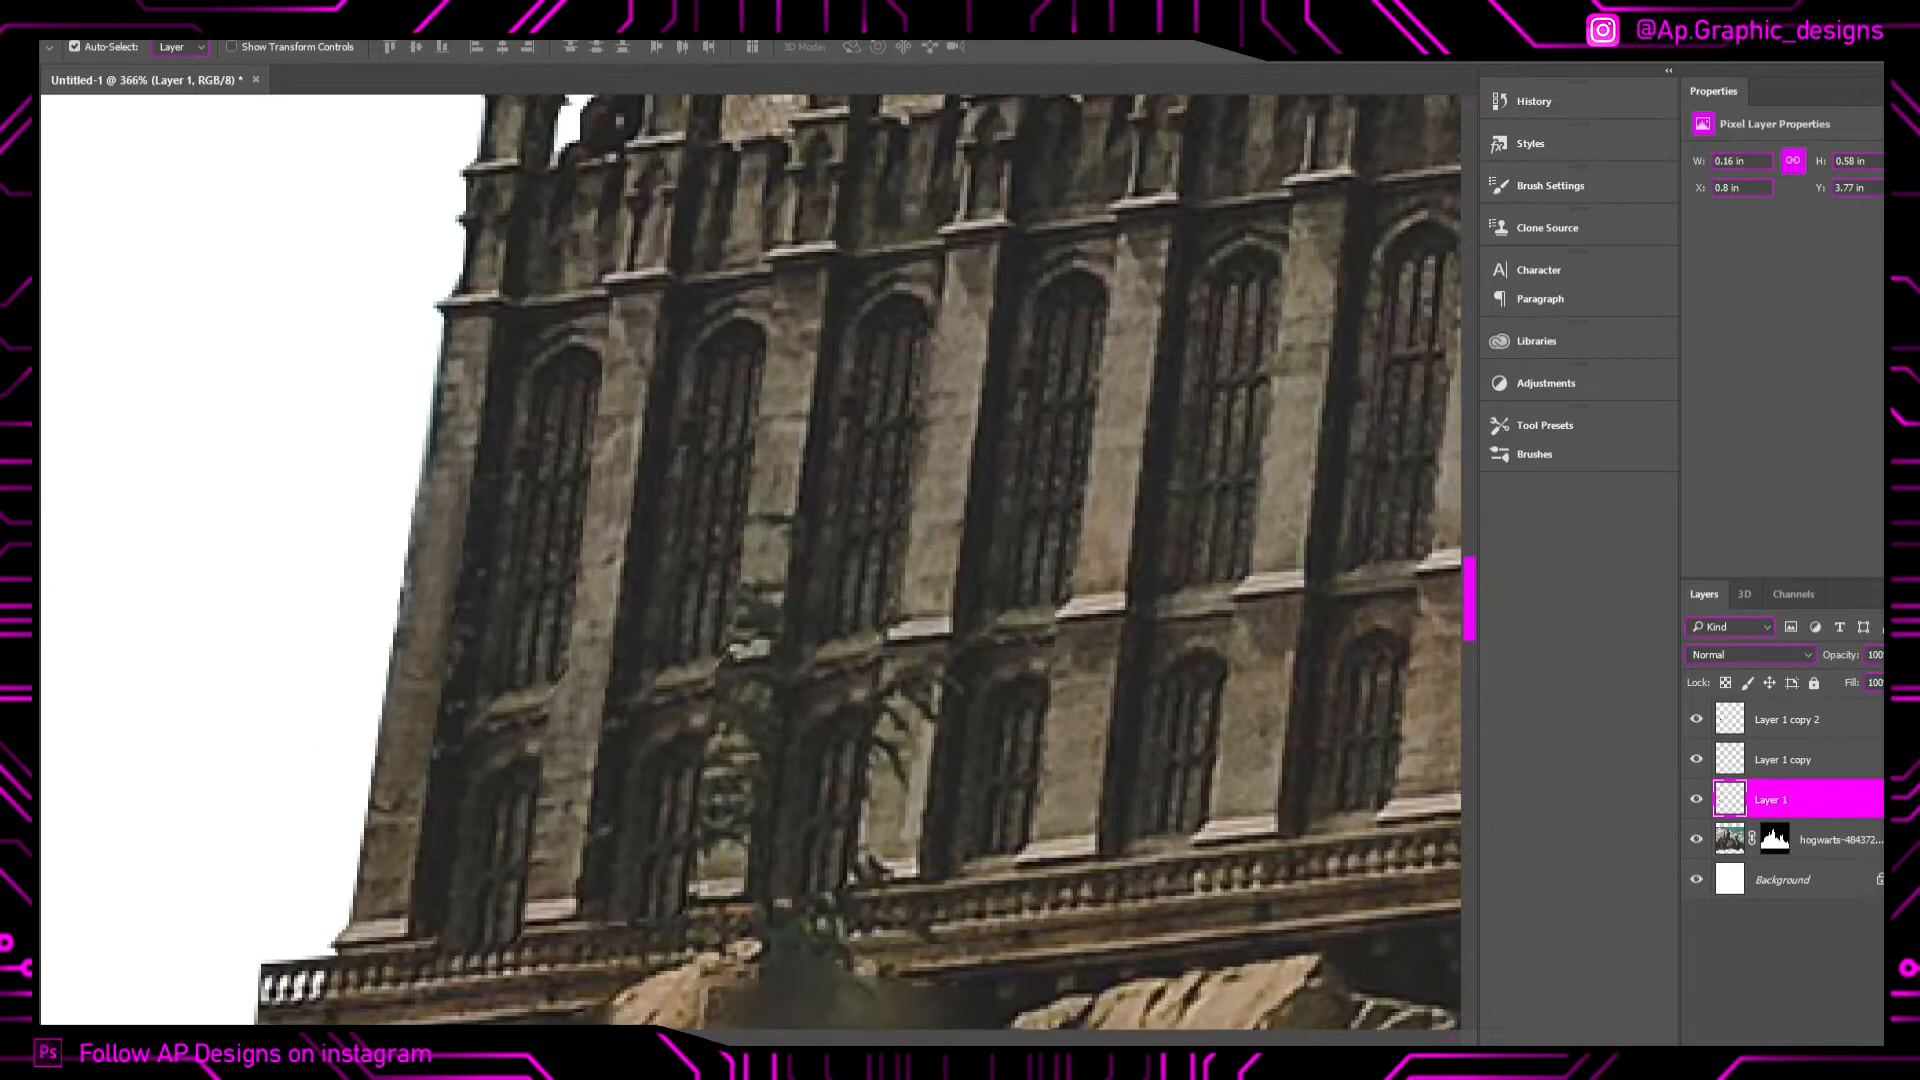 @Ap.Graphic_designs
Auto-Select: Layer Show Transform Controls 3D Mode:
Untitled-1 @ 366% (Layer 1, RGB/8) *
History
Styles
Brush Settings
Clone Source
Character
Paragraph
Libraries
Adjustments
Tool Presets
Brushes
Properties
Pixel Layer Properties
W: 0.16 in H: 0.58 in
X: 0.8 in Y: 3.77 in
Layers 3D Channels
Kind
Normal Opacity: 100
Lock: Fill: 100
Layer 1 copy 2
Layer 1 copy
Layer 1
hogwarts-484372...
Background
Ps Follow AP Designs on instagram